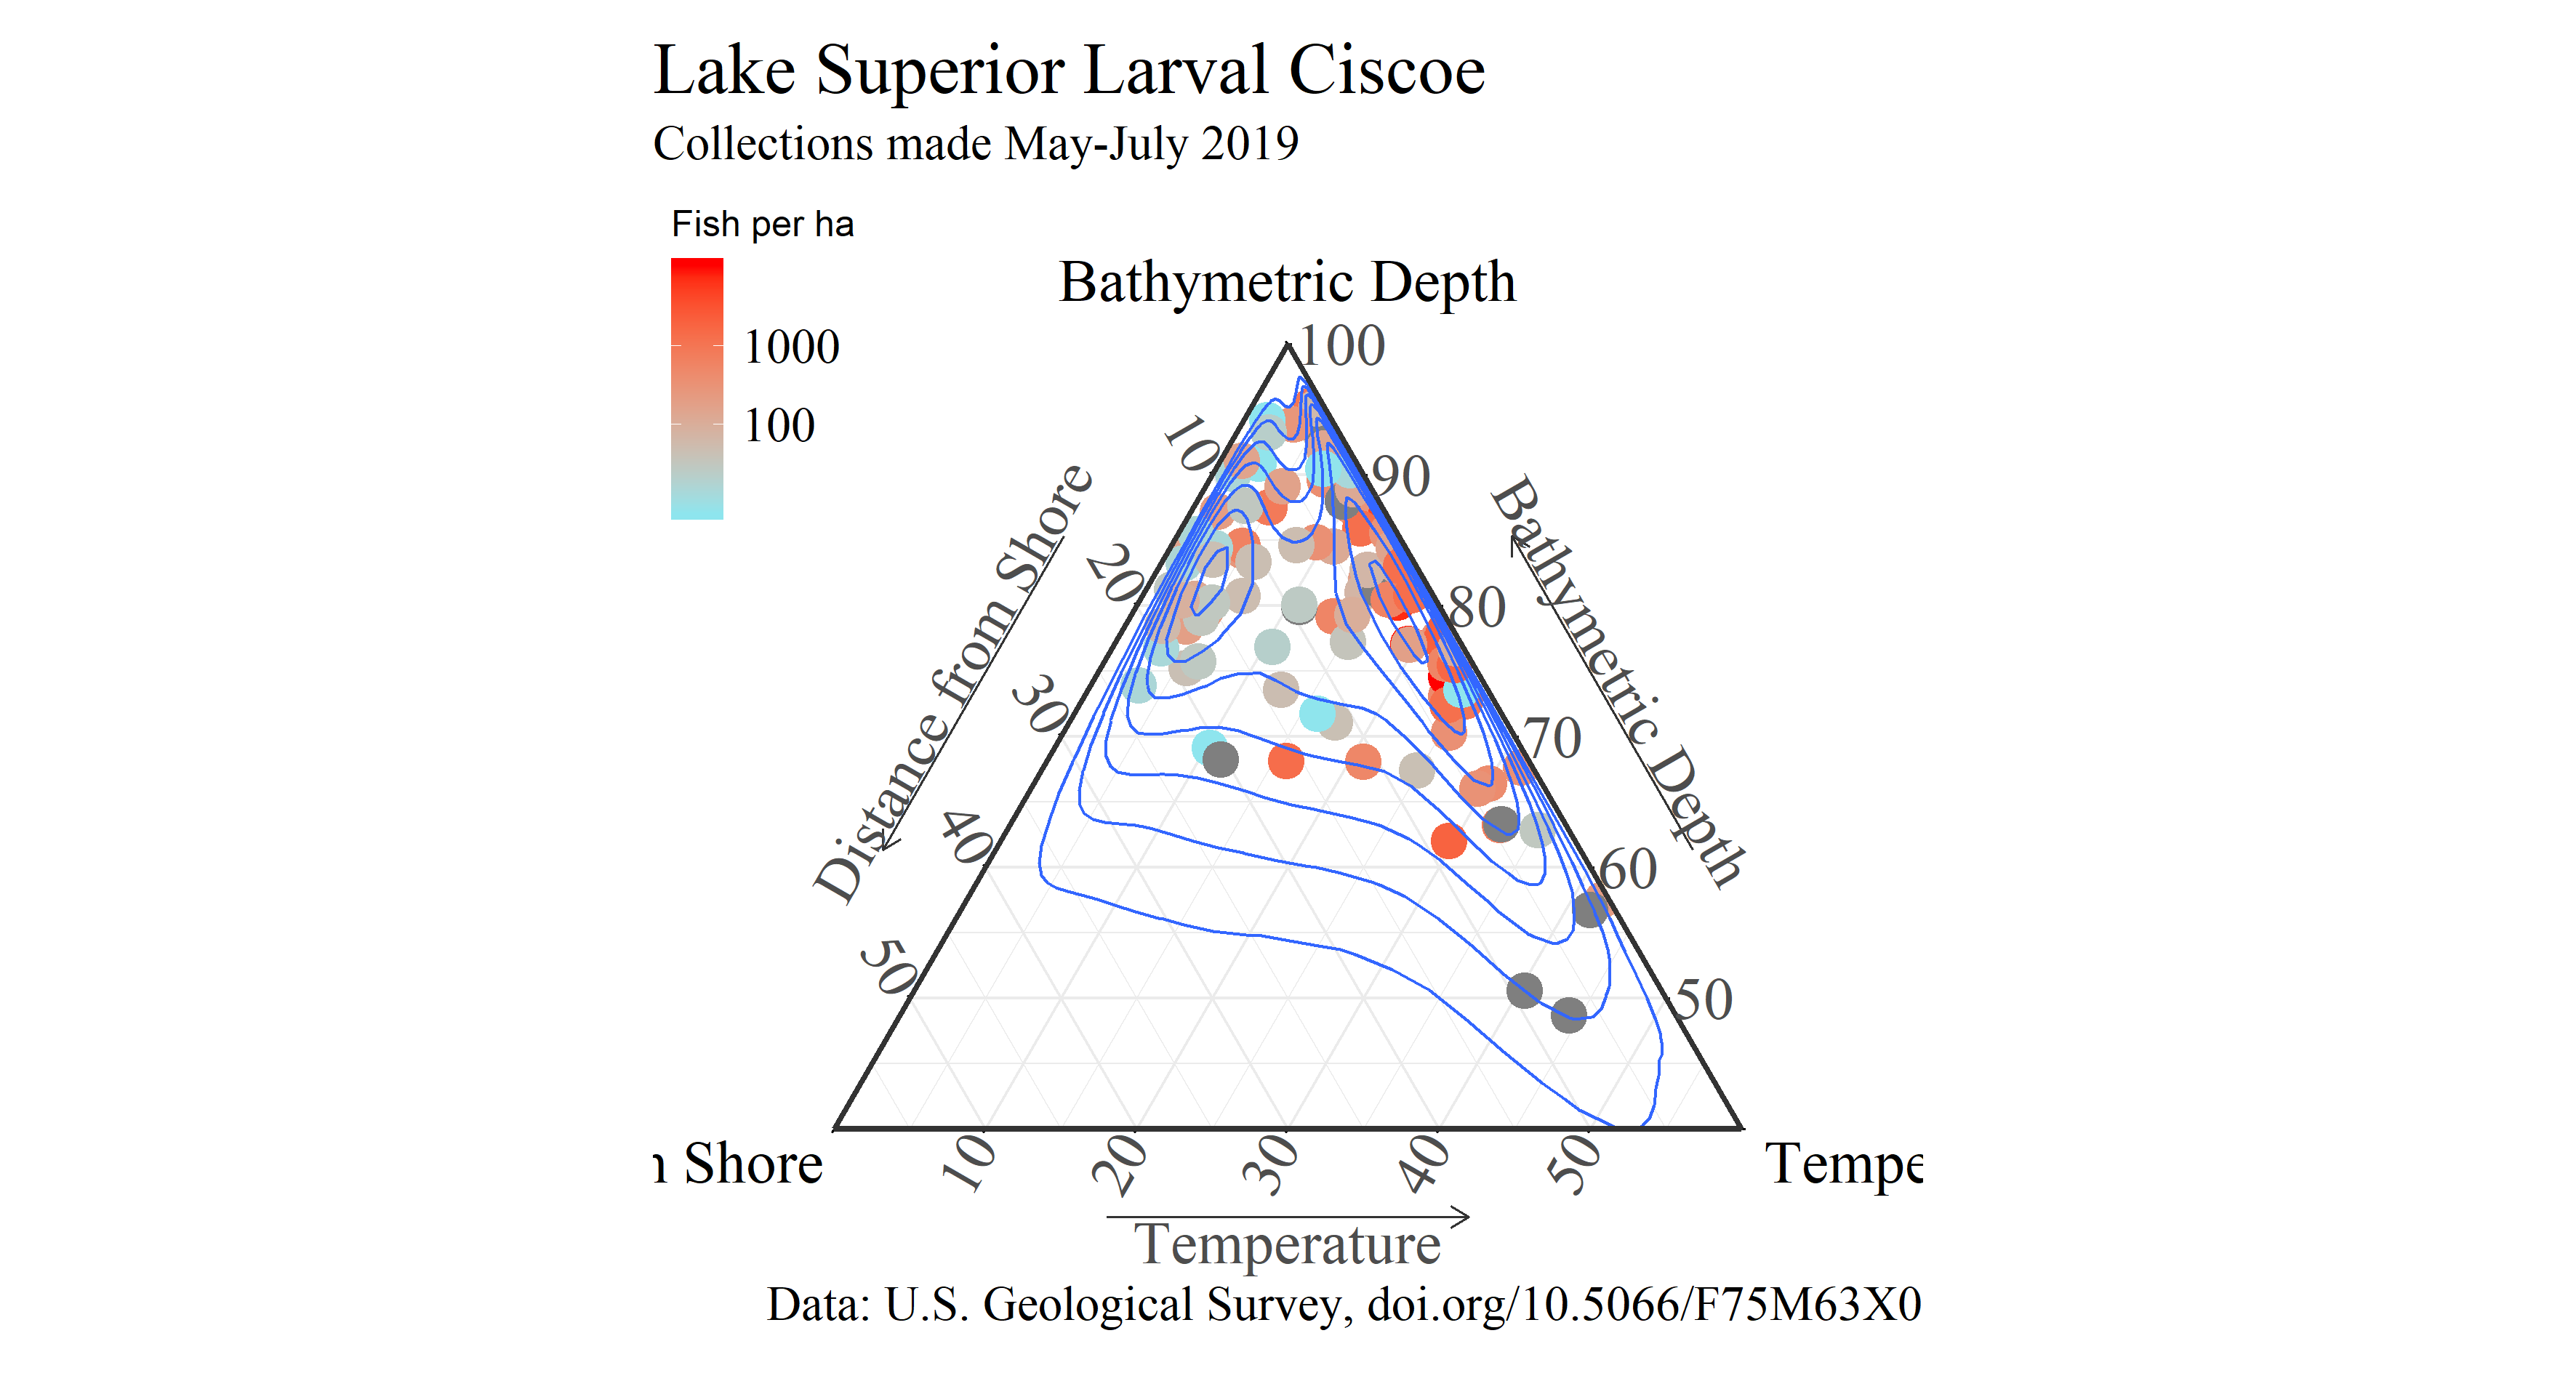 Lake Superior Larval Ciscoe
Collections made May-July 2019
Fish per ha
1000
100
Bathymetric Depth
100
90
80
70
60
50
Bathymetric Depth
10
20
30
40
50
Distance from Shore
n Shore
Tempe
10
20
30
40
50
Temperature
Data: U.S. Geological Survey, doi.org/10.5066/F75M63X0